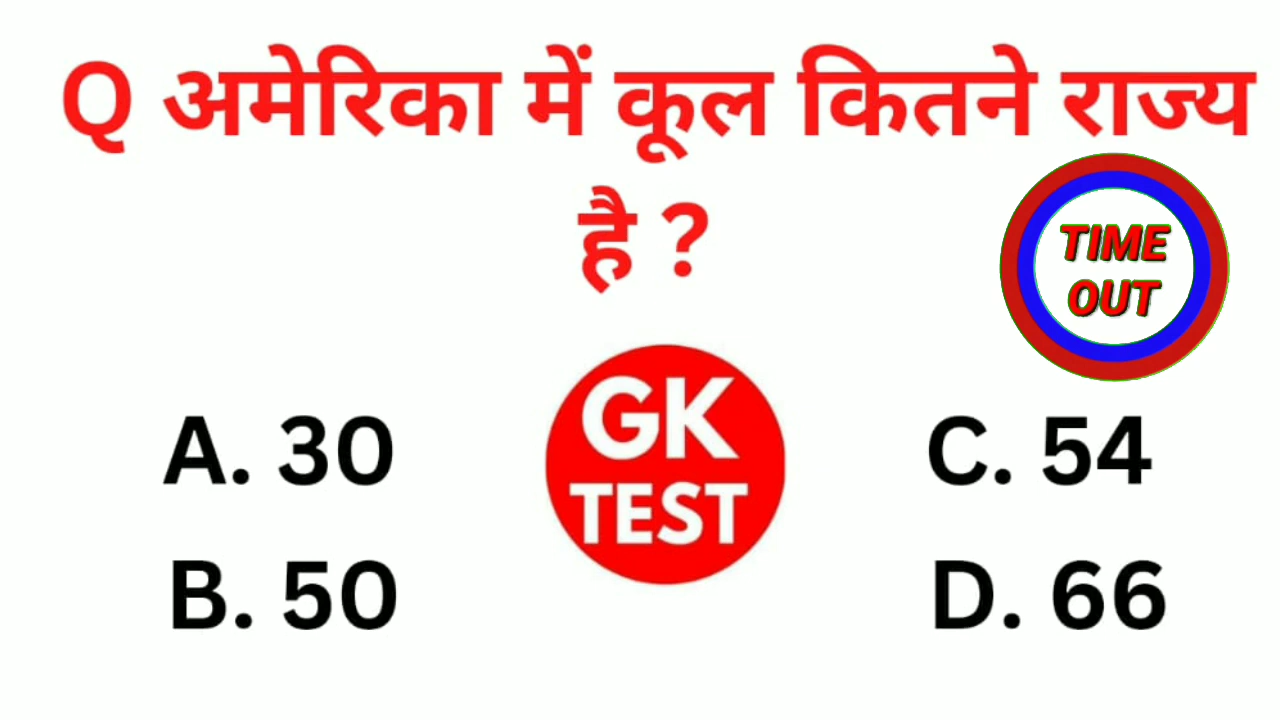 Q अमेरिका में कूल कितने राज्य
है ?
TIME
OUT
GK
TEST
A. 30
C. 54
B. 50
D. 66